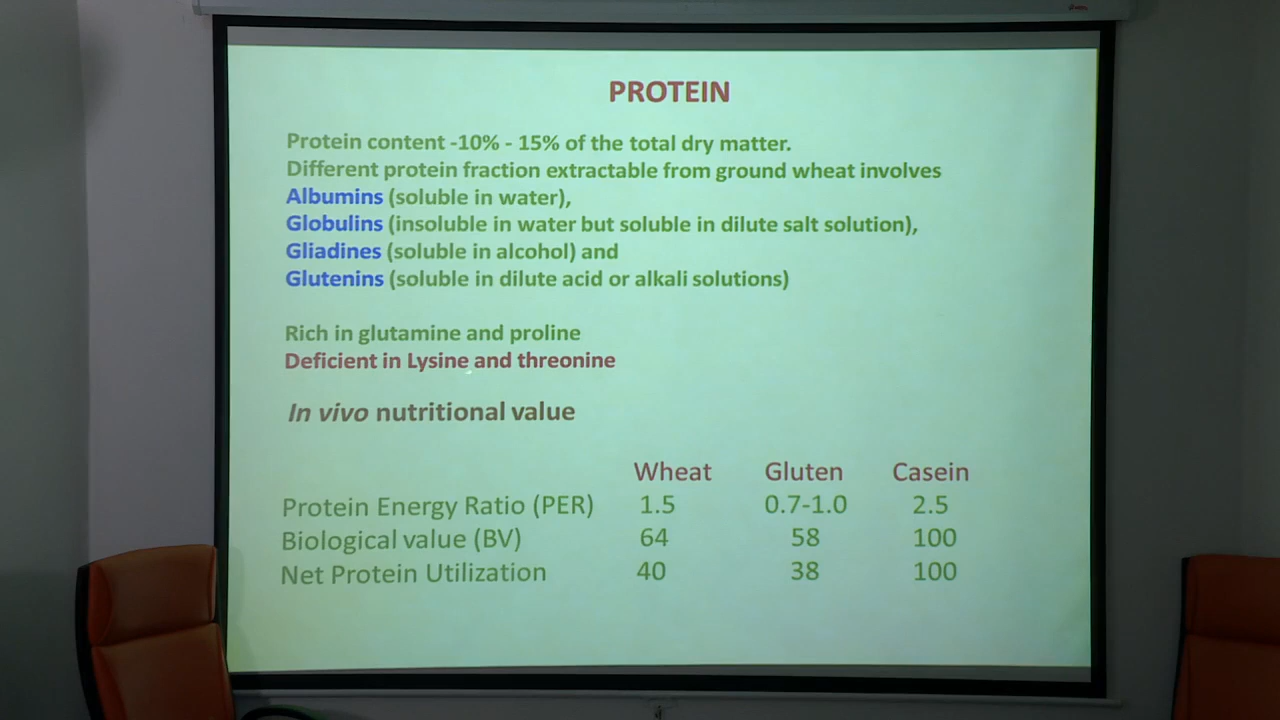 PROTEIN
Protein content -10% - 15% of the total dry matter.
Different protein fraction extractable from ground wheat involves
Albumins (soluble in water),
Globulins (insoluble in water but soluble in dilute salt solution),
Gliadines (soluble in alcohol) and
Glutenins (soluble in dilute acid or alkali solutions)
Rich in glutamine and proline
Deficient in Lysine and threonine
In vivo nutritional value
Wheat Gluten Casein
Protein Energy Ratio (PER) 1.5 0.7-1.0 2.5
Biological value (BV) 64 58 100
Net Protein Utilization 40 38 100